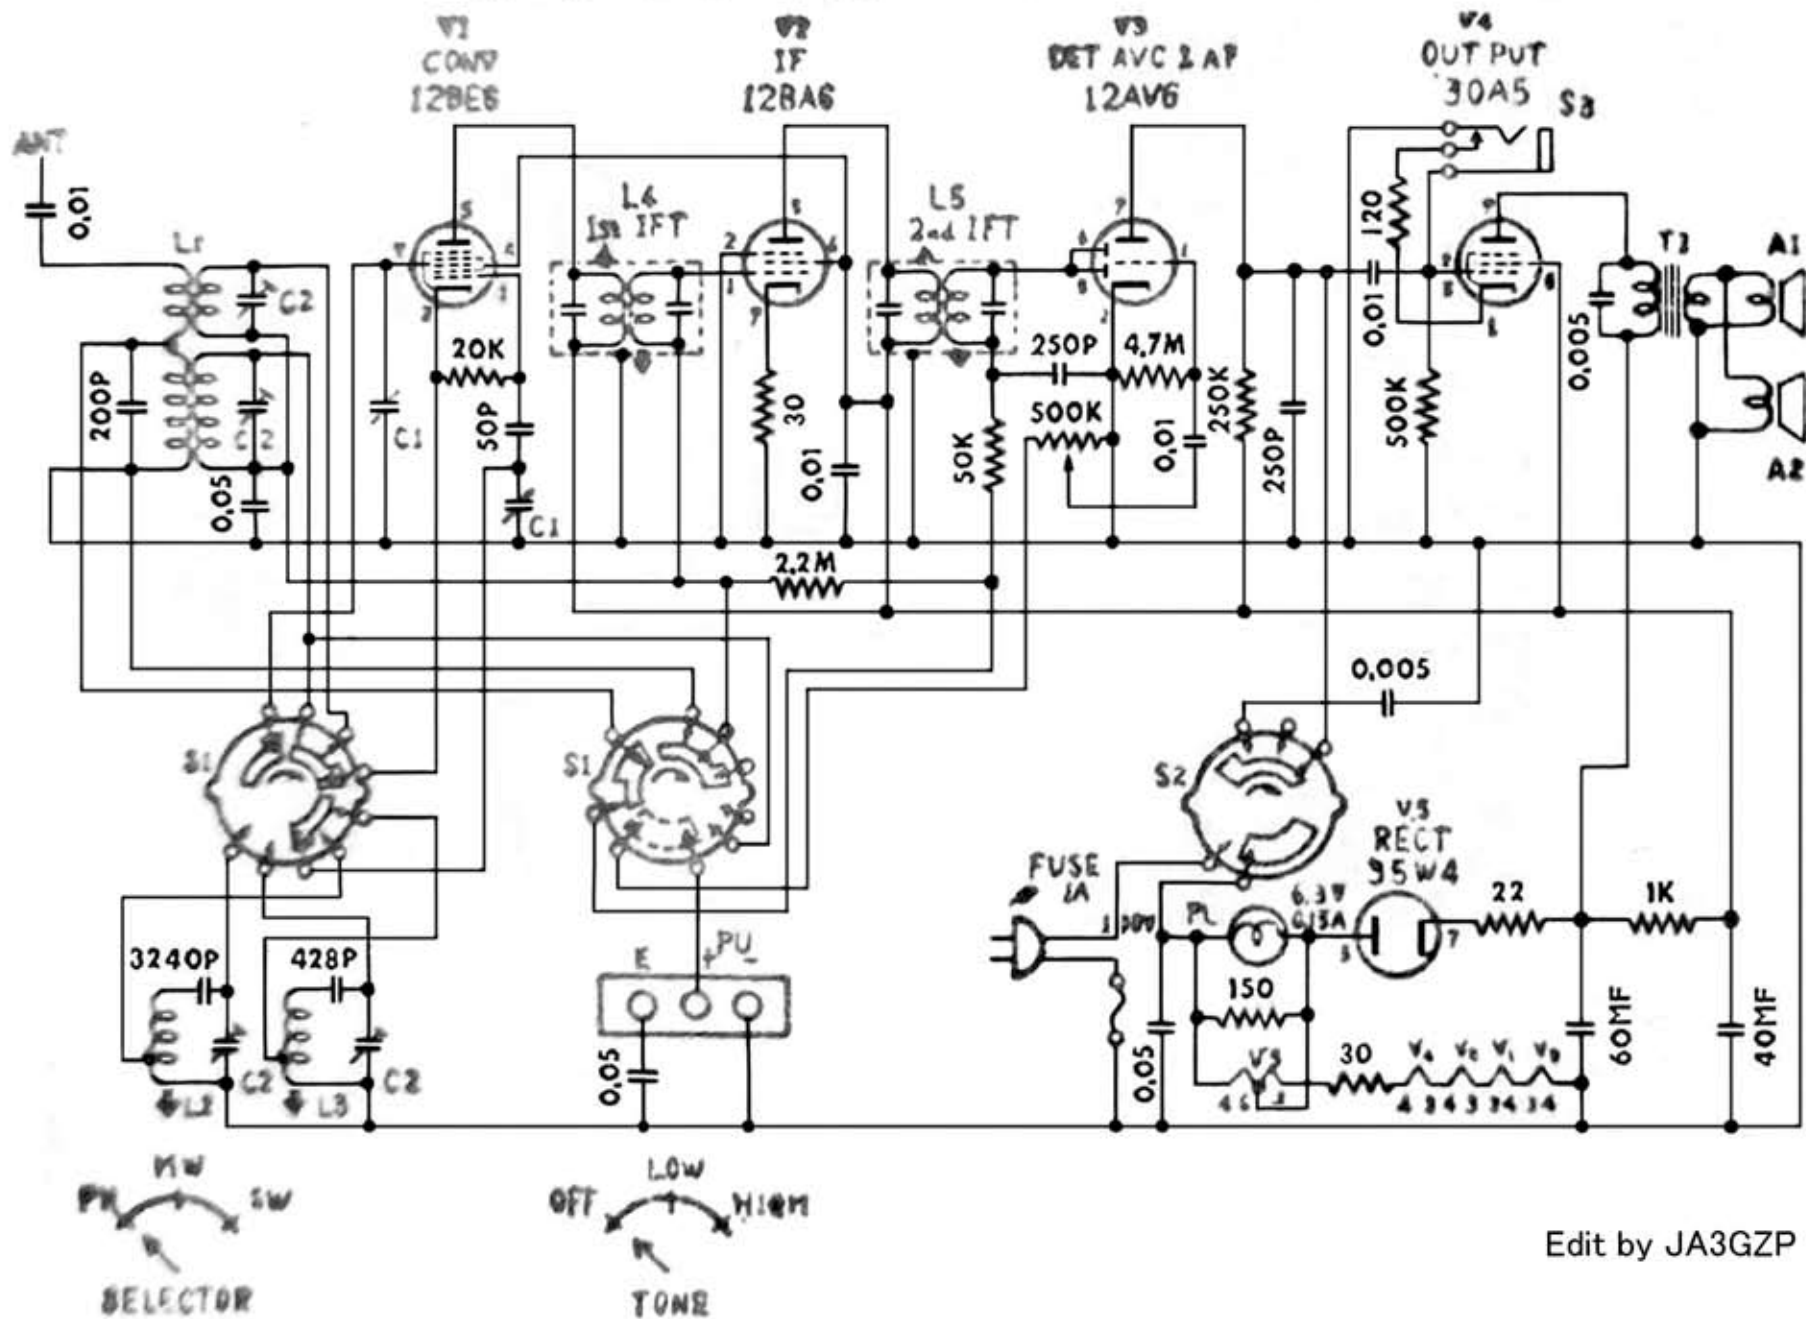 V1
CONV
12BE6
V2
IF
12BA6
V3
DET AVC & AF
12AV6
V4
OUT PUT
30A5
S3
ANT
0.01
L1
C2
200P
C2
0.05
C1
20K
50P
C1
L4
1st IFT
30
0.01
L5
2nd IFT
250P
4.7M
500K
50K
0.01
250K
250P
120
0.01
500K
0.005
T1
A1
A2
2.2M
0.005
S1
S1
S2
V5
RECT
35W4
FUSE
1A
PL
6.3V
0.15A
22
1K
150
30
0.05
60MF
40MF
V5
V4
V2
V1
V3
3240P
428P
C2
L2
C2
L3
E
+
PU
-
0.05
PH
MW
SW
SELECTOR
OFF
LOW
HIGH
TONE
Edit by JA3GZP